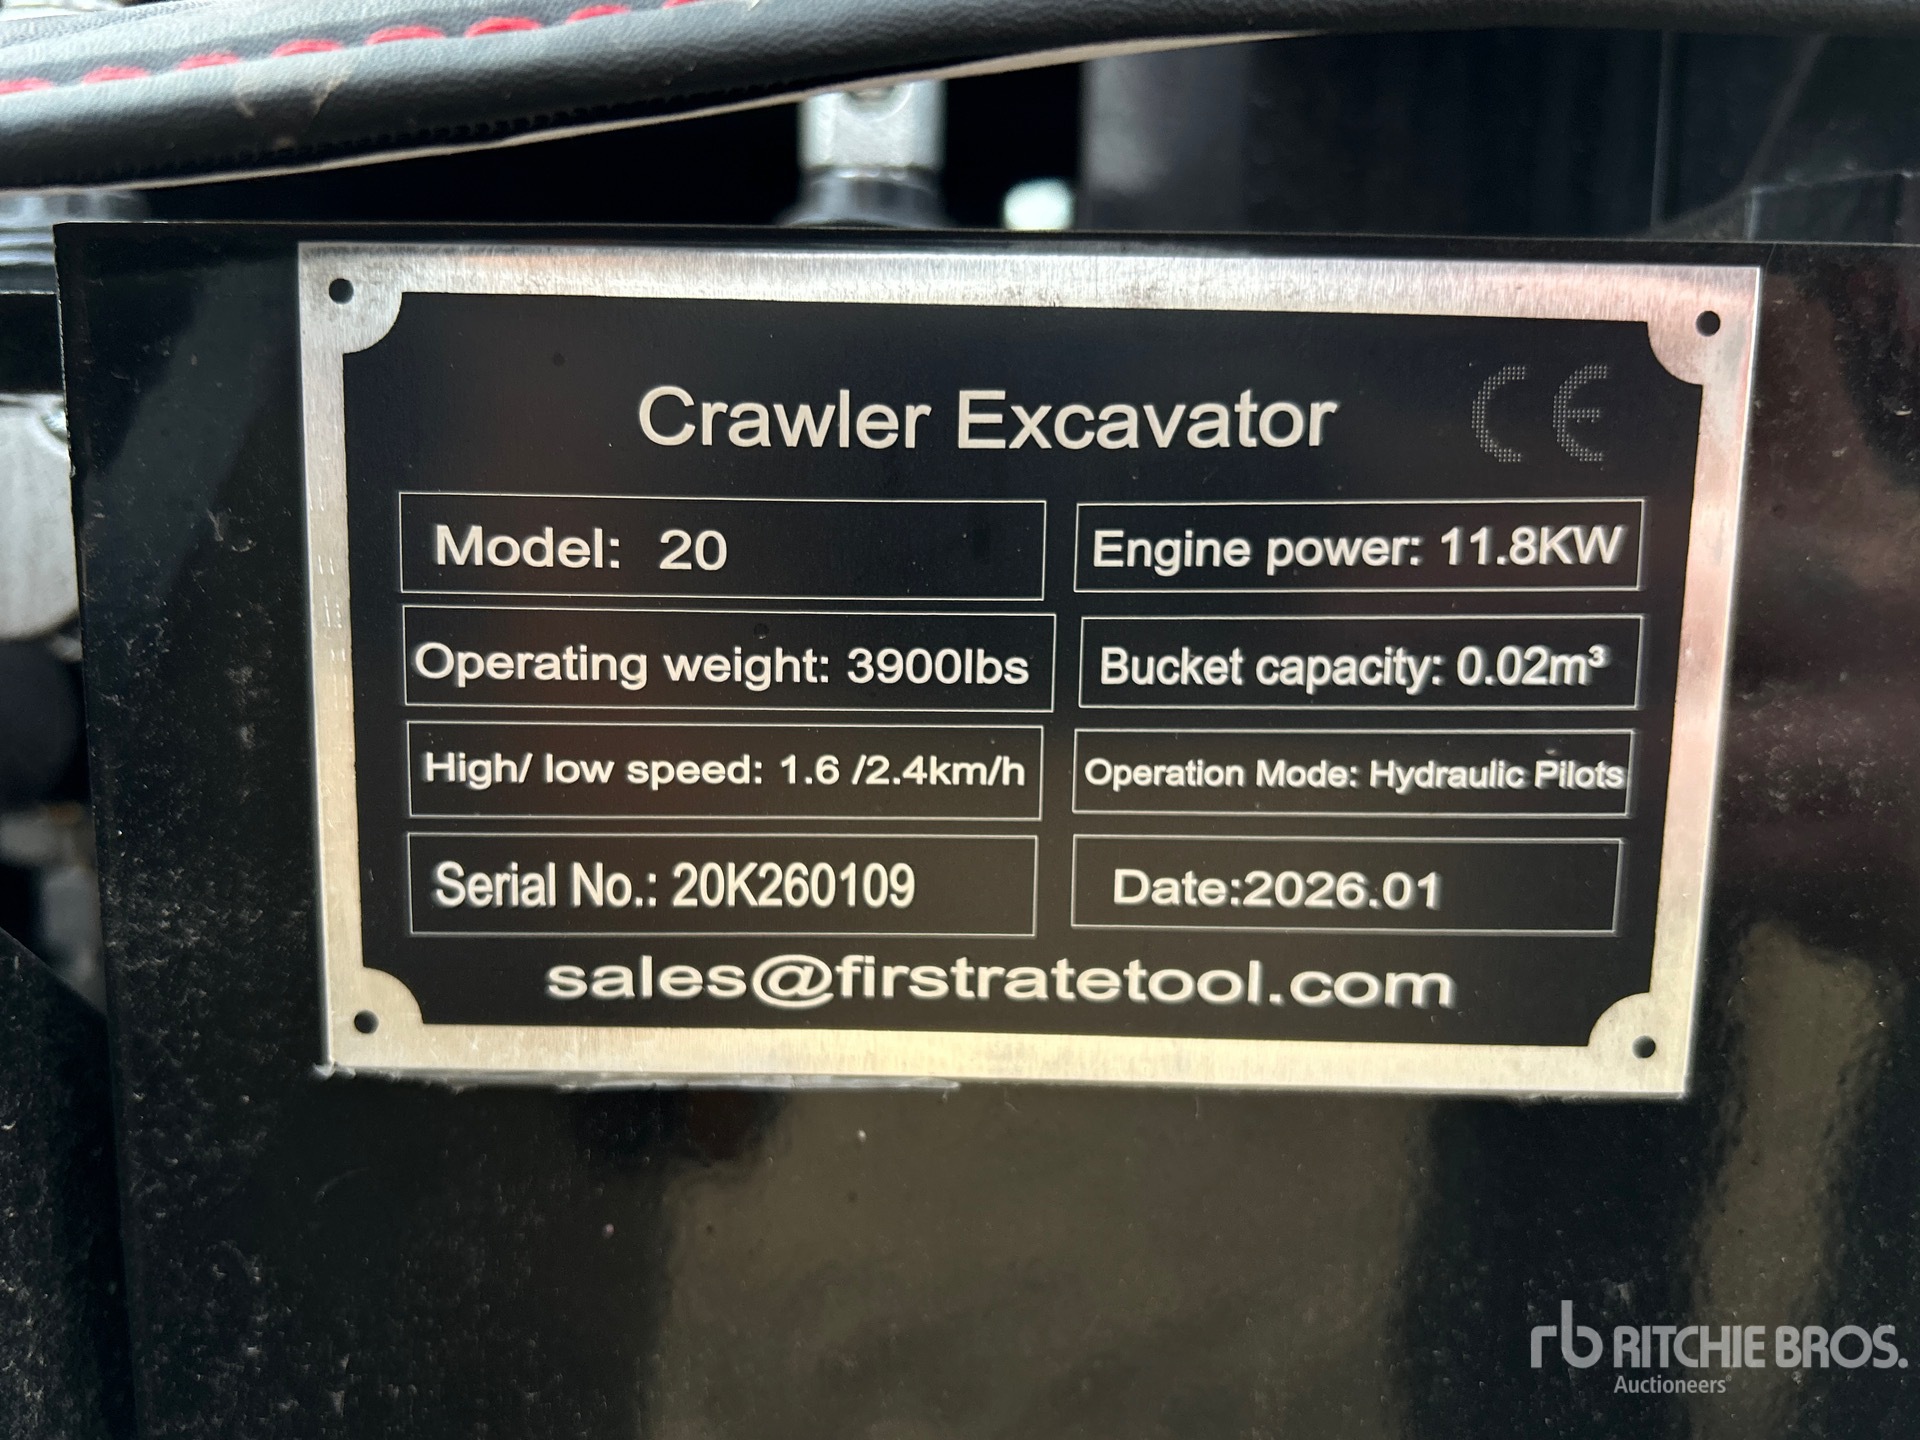 Crawler Excavator CE
Model: 20
Engine power: 11.8KW
Operating weight: 3900lbs
Bucket capacity: 0.02m³
High/ low speed: 1.6 /2.4km/h
Operation Mode: Hydraulic Pilots
Serial No.: 20K260109
Date:2026.01
sales@firstratetool.com
rb RITCHIE BROS.
Auctioneers